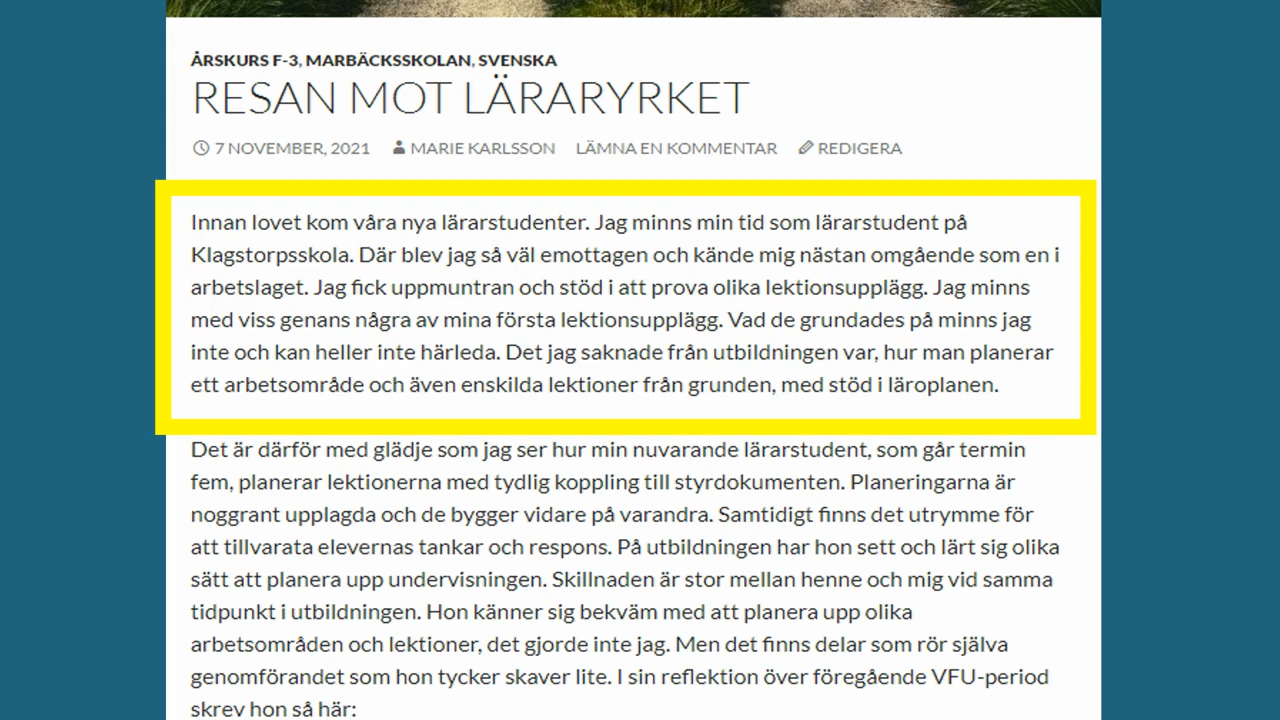 ÅRSKURS F-3, MARBÄCKSSKOLAN, SVENSKA
RESAN MOT LÄRARYRKET
7 NOVEMBER, 2021 MARIE KARLSSON LÄMNA EN KOMMENTAR REDIGERA
Innan lovet kom våra nya lärarstudenter. Jag minns min tid som lärarstudent på
Klagstorpsskola. Där blev jag så väl emottagen och kände mig nästan omgående som en i
arbetslaget. Jag fick uppmuntran och stöd i att prova olika lektionsupplägg. Jag minns
med viss genans några av mina första lektionsupplägg. Vad de grundades på minns jag
inte och kan heller inte härleda. Det jag saknade från utbildningen var, hur man planerar
ett arbetsområde och även enskilda lektioner från grunden, med stöd i läroplanen.
Det är därför med glädje som jag ser hur min nuvarande lärarstudent, som går termin
fem, planerar lektionerna med tydlig koppling till styrdokumenten. Planeringarna är
noggrant upplagda och de bygger vidare på varandra. Samtidigt finns det utrymme för
att tillvarata elevernas tankar och respons. På utbildningen har hon sett och lärt sig olika
sätt att planera upp undervisningen. Skillnaden är stor mellan henne och mig vid samma
tidpunkt i utbildningen. Hon känner sig bekväm med att planera upp olika
arbetsområden och lektioner, det gjorde inte jag. Men det finns delar som rör själva
genomförandet som hon tycker skaver lite. I sin reflektion över föregående VFU-period
skrev hon så här: